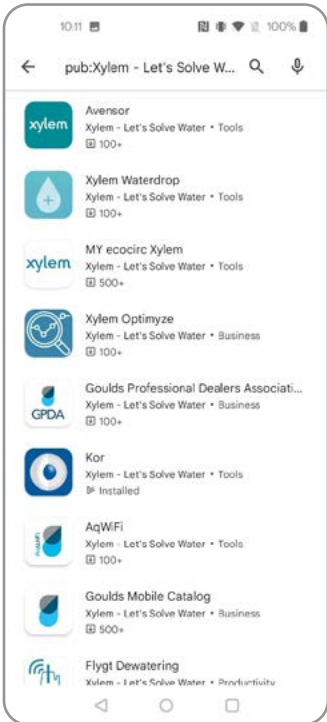 10:11
100%
pub:Xylem - Let's Solve W...
xylem
Avensor
Xylem - Let's Solve Water • Tools
100+
Xylem Waterdrop
Xylem - Let's Solve Water • Tools
100+
xylem
MY ecocirc Xylem
Xylem - Let's Solve Water • Tools
500+
Xylem Optimyze
Xylem - Let's Solve Water • Business
100+
GPDA
Goulds Professional Dealers Associati...
Xylem - Let's Solve Water • Business
100+
Kor
Xylem - Let's Solve Water • Tools
Installed
AqWiFi
AqWiFi
Xylem - Let's Solve Water • Tools
100+
Goulds Mobile Catalog
Xylem - Let's Solve Water • Business
500+
Flygt Dewatering
Xylem - Let's Solve Water • Productivity